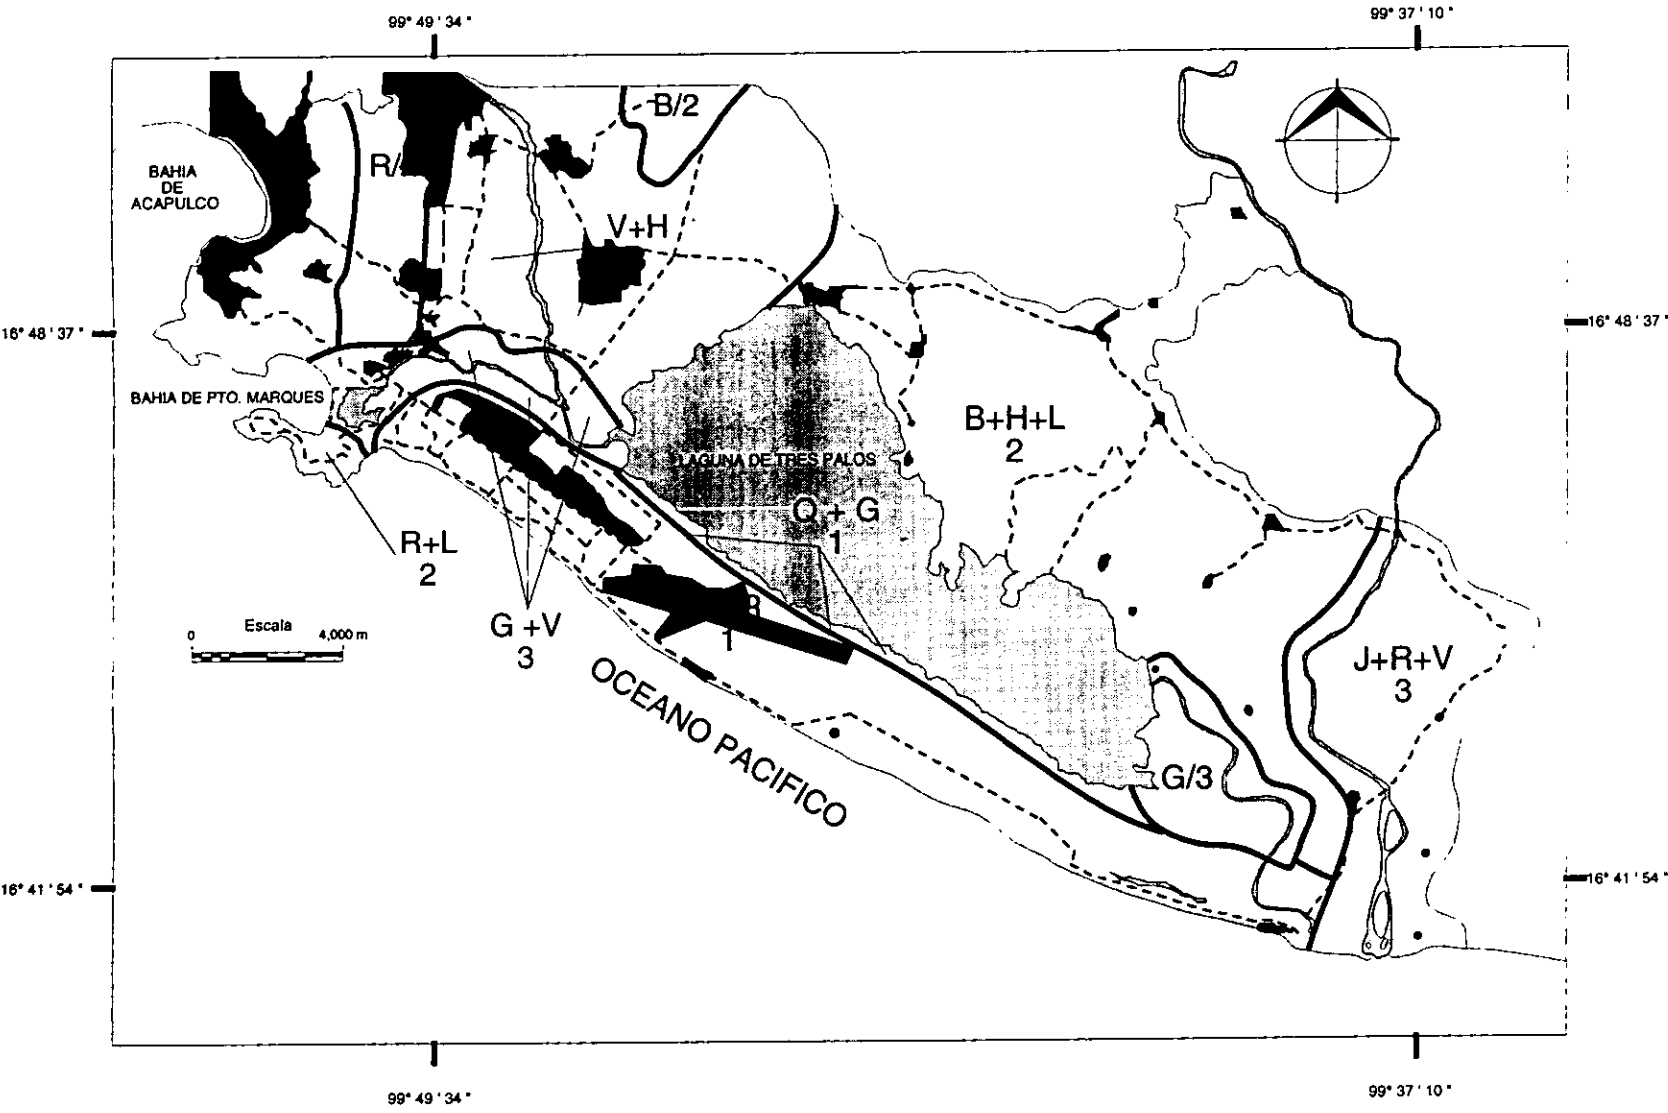 99° 49 ' 34 "
99° 37 ' 10 "
B/2
R/
BAHIA
DE
ACAPULCO
V+H
16° 48 ' 37 "
16° 48 ' 37 "
BAHIA DE PTO. MARQUES
B+H+L
2
LAGUNA DE TRES PALOS
Q + G
1
R+L
2
G +V
3
1
Escala
0
4,000 m
J+R+V
3
OCEANO PACIFICO
G/3
16° 41 ' 54 "
16° 41 ' 54 "
99° 49 ' 34 "
99° 37 ' 10 "